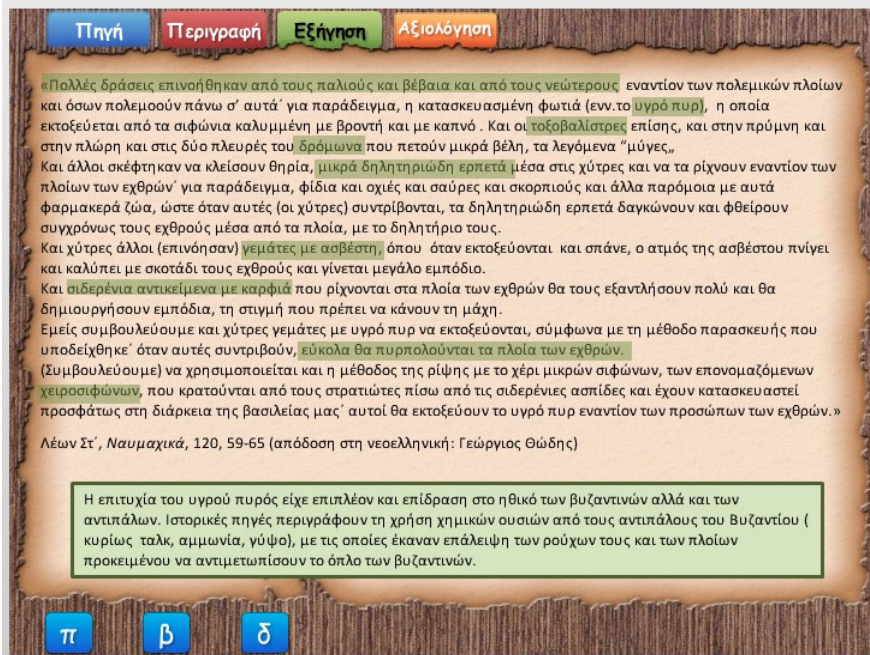 Πηγή Περιγραφή Εξήγηση Αξιολόγηση
«Πολλές δράσεις επινοήθηκαν από τους παλιούς και βέβαια και από τους νεώτερους εναντίον των πολεμικών πλοίων
και όσων πολεμοούν πάνω σ' αυτά΄ για παράδειγμα, η κατασκευασμένη φωτιά (ενν.το υγρό πυρ), η οποία
εκτοξεύεται από τα σιφώνια καλυμμένη με βροντή και με καπνό . Και οι τοξοβαλίστρες επίσης, και στην πρύμνη και
στην πλώρη και στις δύο πλευρές του δρόμωνα που πετούν μικρά βέλη, τα λεγόμενα "μύγες„
Και άλλοι σκέφτηκαν να κλείσουν θηρία, μικρά δηλητηριώδη ερπετά μέσα στις χύτρες και να τα ρίχνουν εναντίον των
πλοίων των εχθρών΄ για παράδειγμα, φίδια και οχιές και σαύρες και σκορπιούς και άλλα παρόμοια με αυτά
φαρμακερά ζώα, ώστε όταν αυτές (οι χύτρες) συντρίβονται, τα δηλητηριώδη ερπετά δαγκώνουν και φθείρουν
συγχρόνως τους εχθρούς μέσα από τα πλοία, με το δηλητήριο τους.
Και χύτρες άλλοι (επινόησαν) γεμάτες με ασβέστη, όπου όταν εκτοξεύονται και σπάνε, ο ατμός της ασβέστου πνίγει
και καλύπει με σκοτάδι τους εχθρούς και γίνεται μεγάλο εμπόδιο.
Και σιδερένια αντικείμενα με καρφιά που ρίχνονται στα πλοία των εχθρών θα τους εξαντλήσουν πολύ και θα
δημιουργήσουν εμπόδια, τη στιγμή που πρέπει να κάνουν τη μάχη.
Εμείς συμβουλεύουμε και χύτρες γεμάτες με υγρό πυρ να εκτοξεύονται, σύμφωνα με τη μέθοδο παρασκευής που
υποδείχθηκε΄ όταν αυτές συντριβούν, εύκολα θα πυρπολούνται τα πλοία των εχθρών.
(Συμβουλεύουμε) να χρησιμοποιείται και η μέθοδος της ρίψης με το χέρι μικρών σιφώνων, των επονομαζόμενων
χειροσιφώνων, που κρατούνται από τους στρατιώτες πίσω από τις σιδερένιες ασπίδες και έχουν κατασκευαστεί
προσφάτως στη διάρκεια της βασιλείας μας΄ αυτοί θα εκτοξεύουν το υγρό πυρ εναντίον των προσώπων των εχθρών.»
Λέων Στ΄, Ναυμαχικά, 120, 59-65 (απόδοση στη νεοελληνική: Γεώργιος Θώδης)
Η επιτυχία του υγρού πυρός είχε επιπλέον και επίδραση στο ηθικό των βυζαντινών αλλά και των
αντιπάλων. Ιστορικές πηγές περιγράφουν τη χρήση χημικών ουσιών από τους αντιπάλους του Βυζαντίου (
κυρίως ταλκ, αμμωνία, γύψο), με τις οποίες έκαναν επάλειψη των ρούχων τους και των πλοίων
προκειμένου να αντιμετωπίσουν το όπλο των βυζαντινών.
π β δ